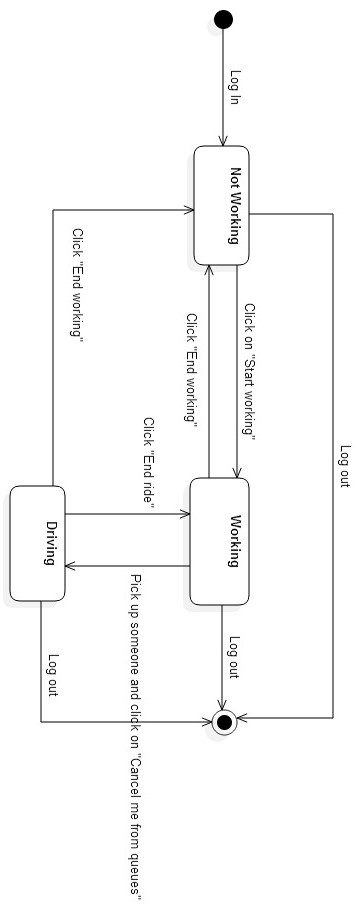 Log In
Not Working
Click "End working"
Click "End working"
Click on "Start working"
Log out
Click "End ride"
Working
Driving
Pick up someone and click on "Cancel me from queues"
Log out
Log out